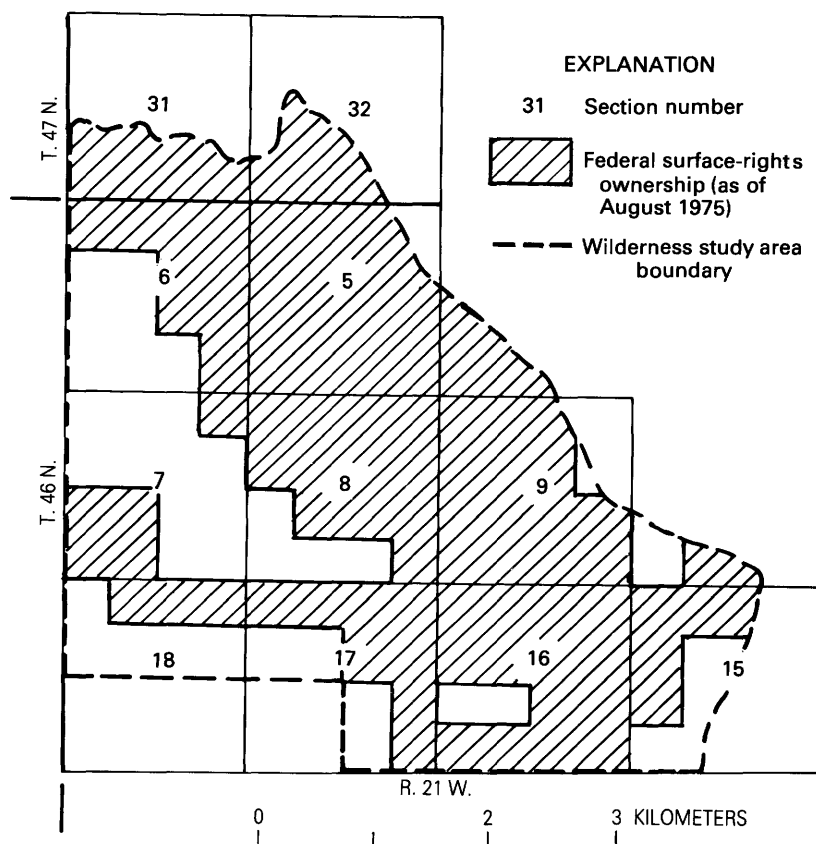 EXPLANATION
31 Section number
Federal surface-rights
ownership (as of
August 1975)
Wilderness study area
boundary
T. 47 N.
31
32
6
5
T. 46 N.
7
8
9
18
17
16
15
R. 21 W.
0
1
2
3 KILOMETERS